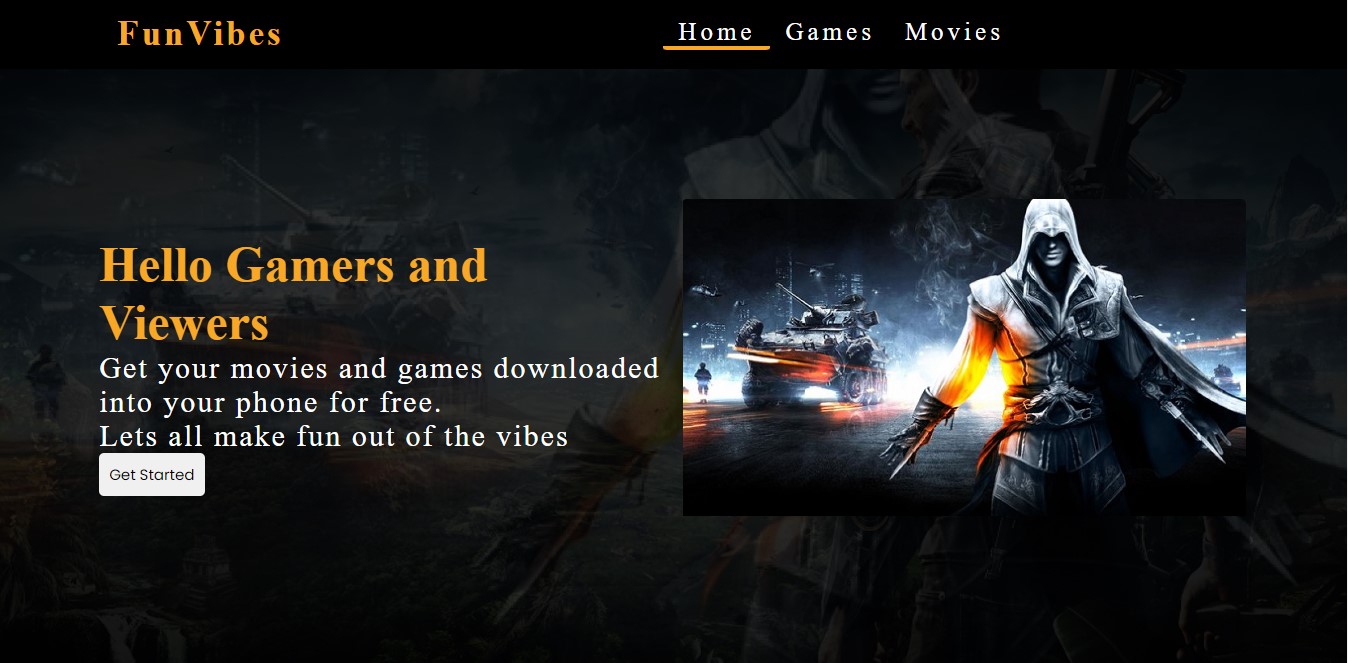 FunVibes
Home Games Movies
Hello Gamers and
Viewers
Get your movies and games downloaded
into your phone for free.
Lets all make fun out of the vibes
Get Started